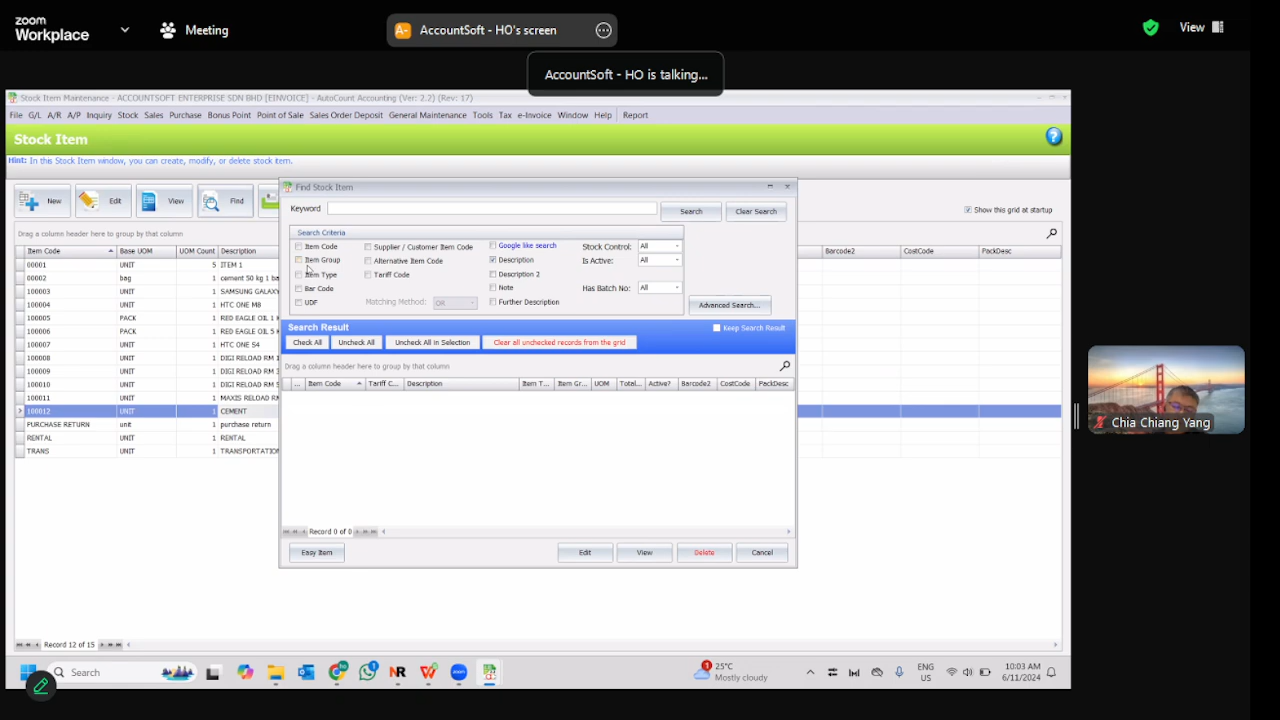 zoom
Workplace
Meeting
A- AccountSoft - HO's screen
View
AccountSoft - HO is talking...
Stock Item Maintenance - ACCOUNTSOFT ENTERPRISE SDN BHD [EINVOICE] - AutoCount Accounting (Ver: 2.2) (Rev: 17)
File G/L A/R A/P Inquiry Stock Sales Purchase Bonus Point Point of Sale Sales Order Deposit General Maintenance Tools Tax e-Invoice Window Help Report
Stock Item
Hint: In this Stock Item window, you can create, modify, or delete stock item.
New Edit View Find
Show this grid at startup
Drag a column header here to group by that column
Item Code Base UOM UOM Count Description Barcode2 CostCode PackDesc
00001 UNIT 5 ITEM 1
00002 bag 1 cement 50 kg 1 ba
100003 UNIT 1 SAMSUNG GALAXY
100004 UNIT 1 HTC ONE M8
100005 PACK 1 RED EAGLE OIL 1
100006 PACK 1 RED EAGLE OIL 5
100007 UNIT 1 HTC ONE S4
100008 UNIT 1 DIGI RELOAD RM
100009 UNIT 1 DIGI RELOAD RM
100010 UNIT 1 DIGI RELOAD RM
100011 UNIT 1 MAXIS RELOAD RM
100012 UNIT 1 CEMENT
PURCHASE RETURN unit 1 purchase return
RENTAL UNIT 1 RENTAL
TRANS UNIT 1 TRANSPORTATION
Record 12 of 15
Find Stock Item
Keyword Search Clear Search
Search Criteria
Item Code Supplier / Customer Item Code Google like search Stock Control: All
Item Group Alternative Item Code Description Is Active: All
Item Type Tariff Code Description 2
Bar Code Note Has Batch No: All
UDF Matching Method: OR Further Description Advanced Search...
Search Result Keep Search Result
Check All Uncheck All Uncheck All in Selection Clear all unchecked records from the grid
Drag a column header here to group by that column
... Item Code Tariff C... Description Item T... Item Gr... UOM Total... Active? Barcode2 CostCode PackDesc
Record 0 of 0
Easy Item Edit View Delete Cancel
Chia Chiang Yang
Search
1
25°C
Mostly cloudy
ENG
US
10:03 AM
6/11/2024